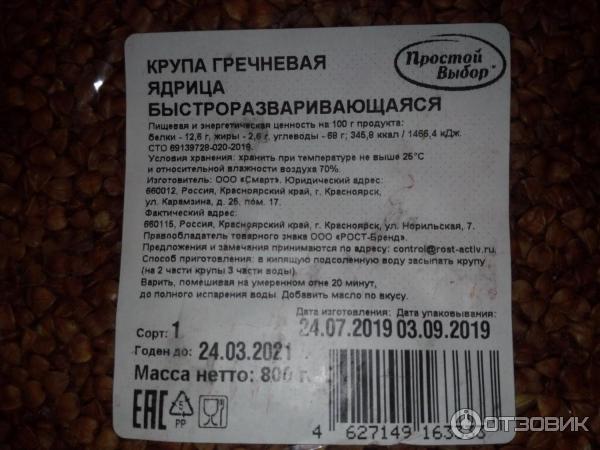 КРУПА ГРЕЧНЕВАЯ
ЯДРИЦА
БЫСТРОРАЗВАРИВАЮЩАЯСЯ
Простой
Выбор
Пищевая и энергетическая ценность на 100 г продукта:
белки - 12,6 г, жиры - 2,6 г, углеводы - 68 г; 345,8 ккал / 1466,4 кДж.
СТО 69139728-020-2018.
Условия хранения: хранить при температуре не выше 25°С
и относительной влажности воздуха 70%.
Изготовитель: ООО «Смарт». Юридический адрес:
660012, Россия, Красноярский край, г. Красноярск,
ул. Карамзина, д. 25, пом. 17.
Фактический адрес:
660115, Россия, Красноярский край, г. Красноярск, ул. Норильская, 7.
Правообладатель товарного знака ООО «РОСТ-Бренд».
Предложения и замечания принимаются по адресу: control@rost-activ.ru.
Способ приготовления: в кипящую подсоленную воду засыпать крупу
(на 2 части крупы 3 части воды).
Варить, помешивая на умеренном огне 20 минут,
до полного испарения воды. Добавить масло по вкусу.
Дата изготовления: Дата упаковывания:
Сорт: 1 24.07.2019 03.09.2019
Годен до: 24.03.2021
Масса нетто: 800 г.
ЕАС
5
PP
4 627149 163
ОТЗОВИК